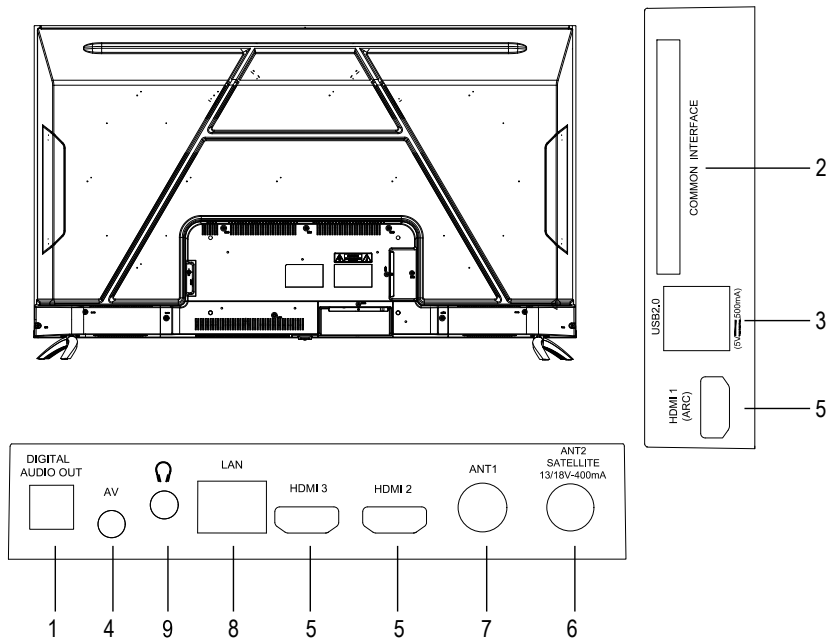 COMMON INTERFACE
2
USB2.0
(5V 500mA)
3
HDMI 1
(ARC)
5
DIGITAL
AUDIO OUT
AV
LAN
HDMI 3
HDMI 2
ANT1
ANT2
SATELLITE
13/18V-400mA
1
4
9
8
5
5
7
6